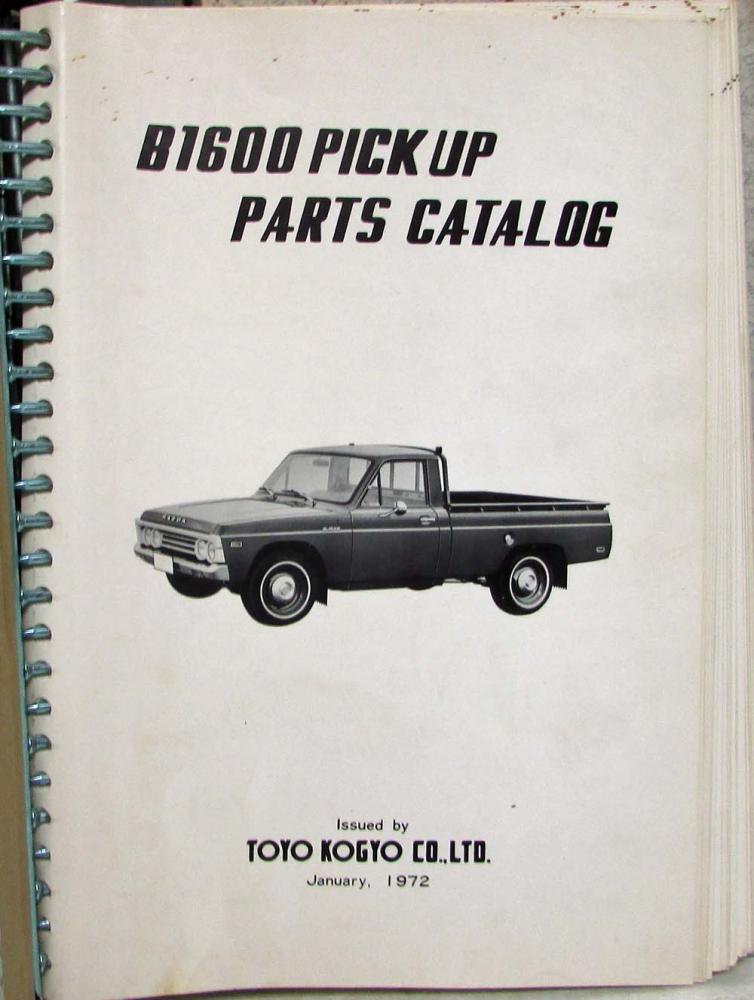 B1600 PICKUP
PARTS CATALOG
MAZDA
Issued by
TOYO KOGYO CO.,LTD.
January, 1972